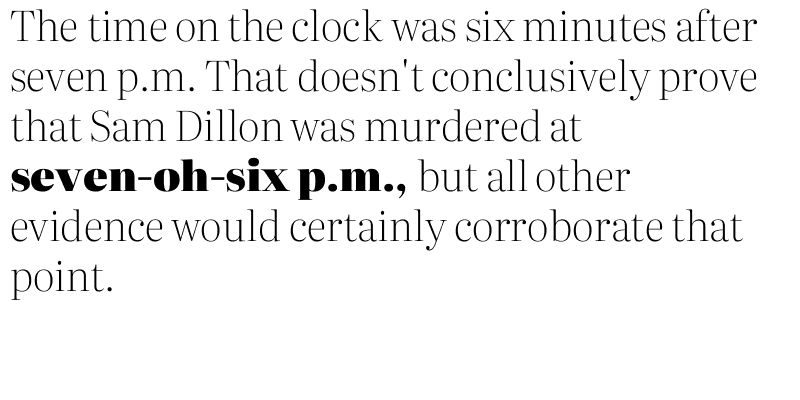 The time on the clock was six minutes after
seven p.m. That doesn't conclusively prove
that Sam Dillon was murdered at
seven-oh-six p.m., but all other
evidence would certainly corroborate that
point.